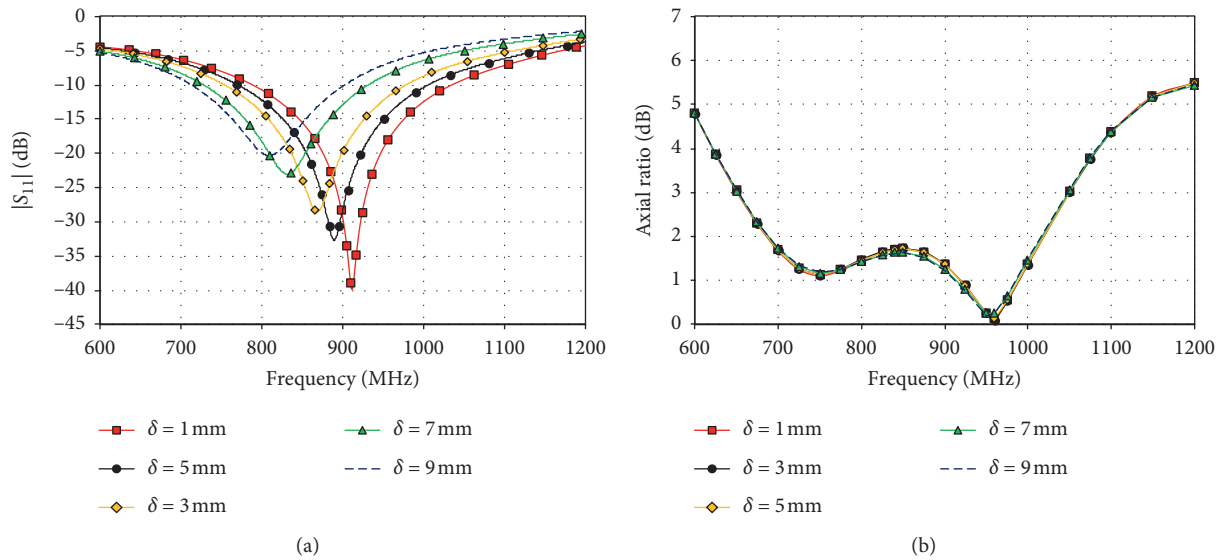 0
−5
−10
−15
−20
−25
−30
−35
−40
−45
|S11| (dB)
600 700 800 900 1000 1100 1200
Frequency (MHz)
δ = 1 mm
δ = 5 mm
δ = 3 mm
δ = 7 mm
δ = 9 mm
(a)
7
6
5
4
3
2
1
0
Axial ratio (dB)
600 700 800 900 1000 1100 1200
Frequency (MHz)
δ = 1 mm
δ = 3 mm
δ = 5 mm
δ = 7 mm
δ = 9 mm
(b)